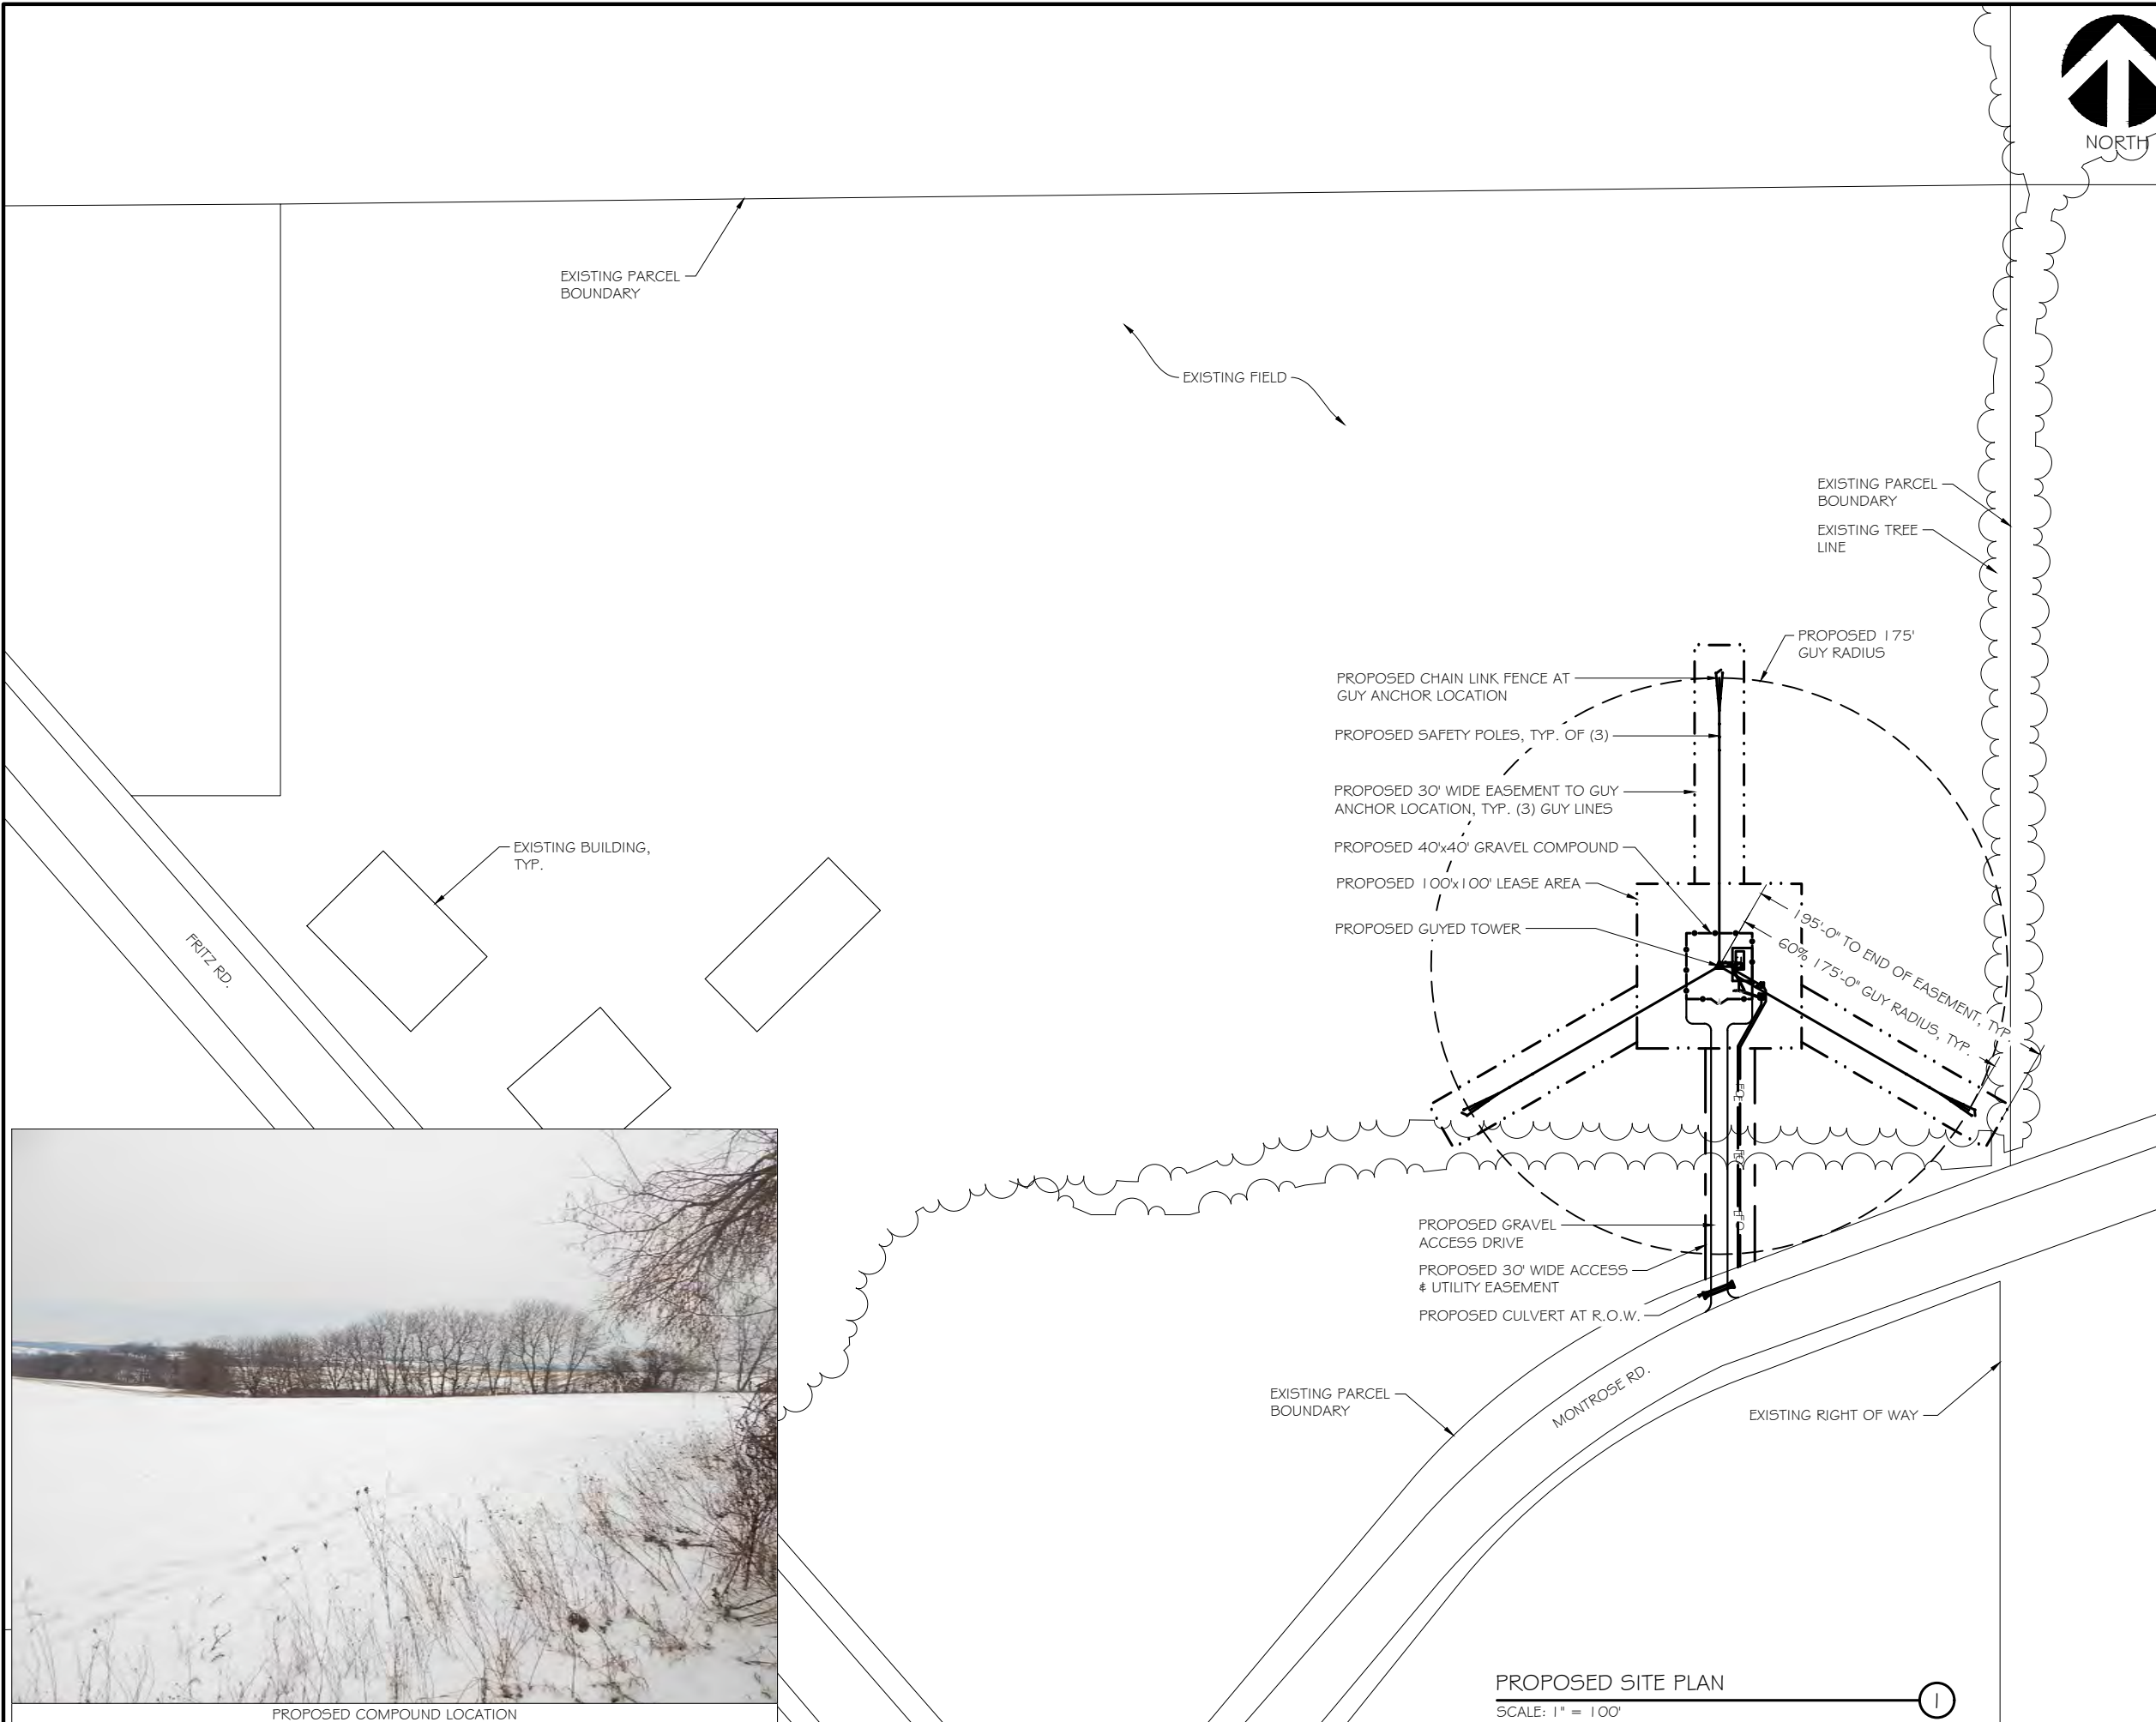 NORTH
EXISTING PARCEL
BOUNDARY
EXISTING FIELD
EXISTING PARCEL
BOUNDARY
EXISTING TREE
LINE
PROPOSED 175'
GUY RADIUS
PROPOSED CHAIN LINK FENCE AT
GUY ANCHOR LOCATION
PROPOSED SAFETY POLES, TYP. OF (3)
PROPOSED 30' WIDE EASEMENT TO GUY
ANCHOR LOCATION, TYP. (3) GUY LINES
PROPOSED 40'x40' GRAVEL COMPOUND
PROPOSED 100'x100' LEASE AREA
PROPOSED GUYED TOWER
195'-0" TO END OF EASEMENT, TYP.
60% 175'-0" GUY RADIUS, TYP.
EXISTING BUILDING,
TYP.
FRITZ RD.
PROPOSED GRAVEL
ACCESS DRIVE
PROPOSED 30' WIDE ACCESS
& UTILITY EASEMENT
PROPOSED CULVERT AT R.O.W.
EXISTING PARCEL
BOUNDARY
MONTROSE RD.
EXISTING RIGHT OF WAY
PROPOSED SITE PLAN
1
SCALE: 1" = 100'
PROPOSED COMPOUND LOCATION